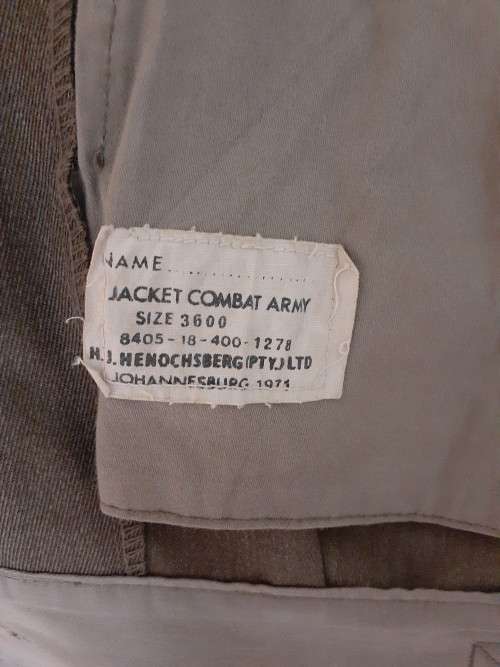 NAME....................
JACKET COMBAT ARMY
SIZE 3600
8405-18-400-1278
H.J.HENOCHSBERG(PTY.)LTD
JOHANNESBURG 1971